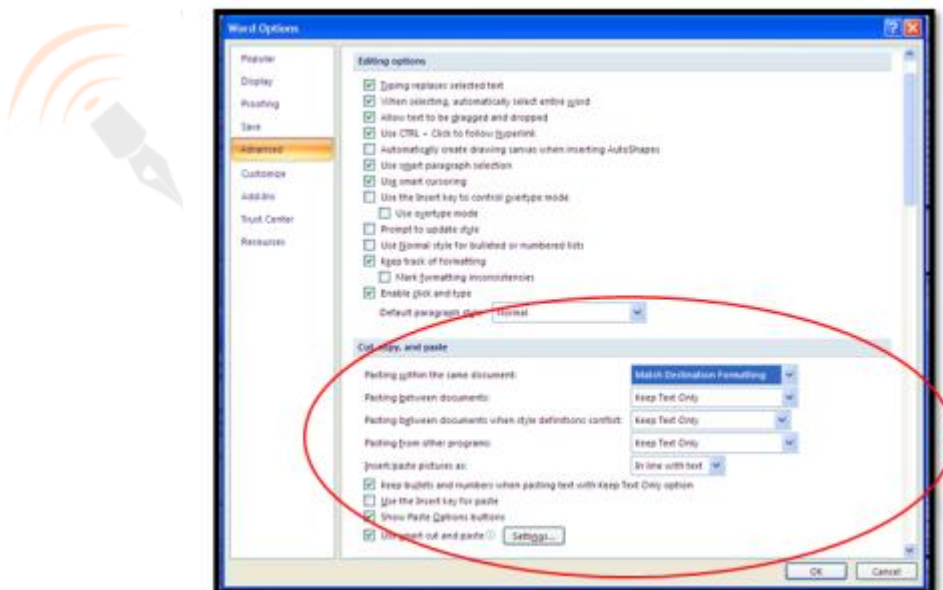 Word Options
Popular
Display
Proofing
Save
Advanced
Customize
Add-Ins
Trust Center
Resources
Editing options
Typing replaces selected text
When selecting, automatically select entire word
Allow text to be dragged and dropped
Use CTRL + Click to follow hyperlink
Automatically create drawing canvas when inserting AutoShapes
Use smart paragraph selection
Use smart cursoring
Use the Insert key to control overtype mode
Use overtype mode
Prompt to update style
Use Normal style for bulleted or numbered lists
Keep track of formatting
Mark formatting inconsistencies
Enable click and type
Default paragraph style: Normal
Cut, copy, and paste
Pasting within the same document: Match Destination Formatting
Pasting between documents: Keep Text Only
Pasting between documents when style definitions conflict: Keep Text Only
Pasting from other programs: Keep Text Only
Insert/paste pictures as: In line with text
Keep bullets and numbers when pasting text with Keep Text Only option
Use the Insert key for paste
Show Paste Options buttons
Use smart cut and paste Settings...
OK Cancel